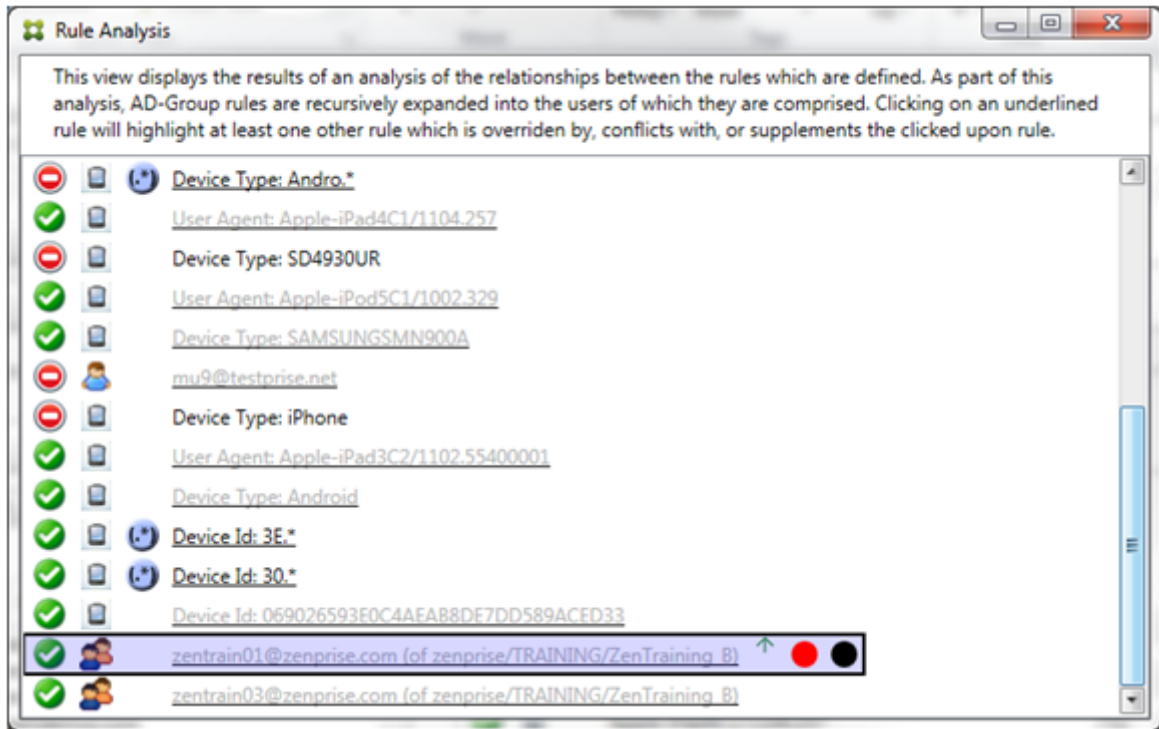 Rule Analysis
This view displays the results of an analysis of the relationships between the rules which are defined. As part of this
analysis, AD-Group rules are recursively expanded into the users of which they are comprised. Clicking on an underlined
rule will highlight at least one other rule which is overriden by, conflicts with, or supplements the clicked upon rule.
(.*) Device Type: Andro.*
User Agent: Apple-iPad4C1/1104.257
Device Type: SD4930UR
User Agent: Apple-iPod5C1/1002.329
Device Type: SAMSUNGSMN900A
mu9@testprise.net
Device Type: iPhone
User Agent: Apple-iPad3C2/1102.55400001
Device Type: Android
(.*) Device Id: 3E.*
(.*) Device Id: 30.*
Device Id: 069026593E0C4AEAB8DE7DD589ACED33
zentrain01@zenprise.com (of zenprise/TRAINING/ZenTraining_B)
zentrain03@zenprise.com (of zenprise/TRAINING/ZenTraining_B)